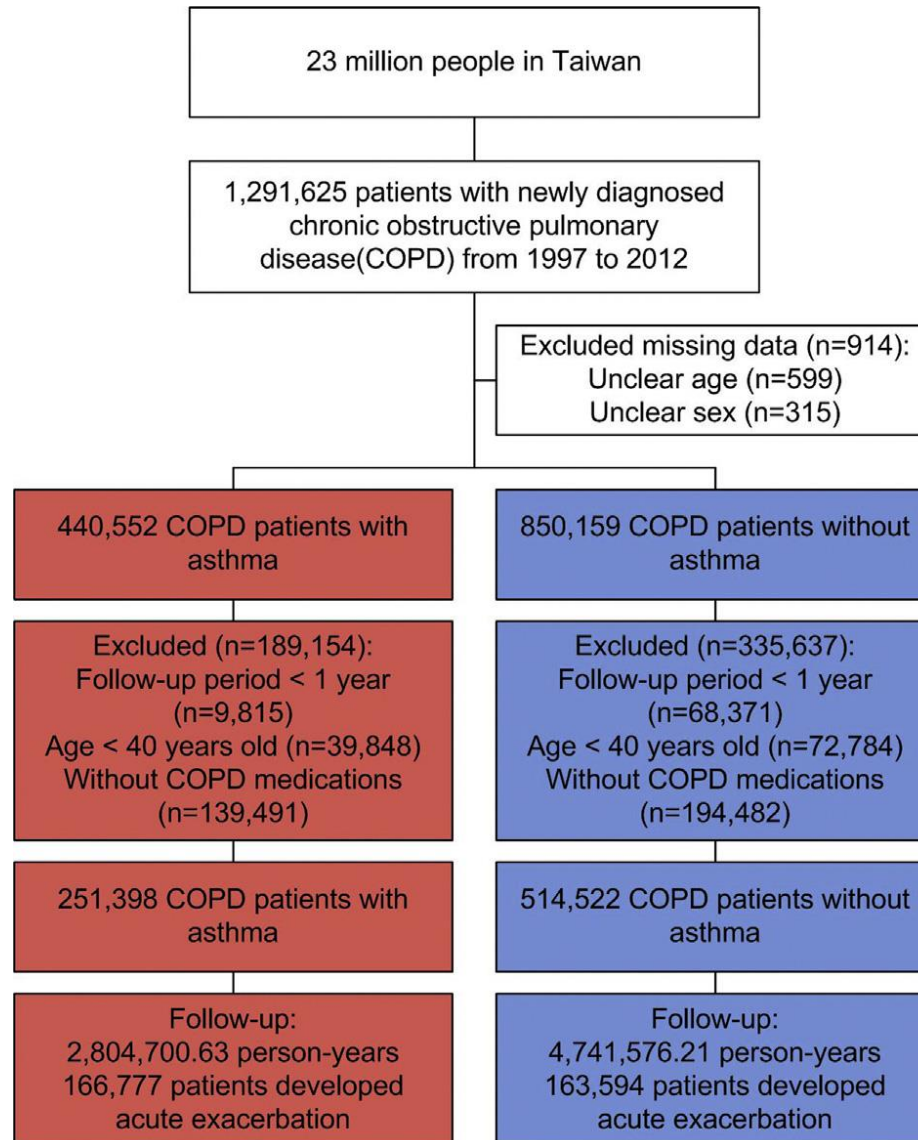 23 million people in Taiwan
1,291,625 patients with newly diagnosed
chronic obstructive pulmonary
disease(COPD) from 1997 to 2012
Excluded missing data (n=914):
Unclear age (n=599)
Unclear sex (n=315)
440,552 COPD patients with
asthma
850,159 COPD patients without
asthma
Excluded (n=189,154):
Follow-up period < 1 year
(n=9,815)
Age < 40 years old (n=39,848)
Without COPD medications
(n=139,491)
Excluded (n=335,637):
Follow-up period < 1 year
(n=68,371)
Age < 40 years old (n=72,784)
Without COPD medications
(n=194,482)
251,398 COPD patients with
asthma
514,522 COPD patients without
asthma
Follow-up:
2,804,700.63 person-years
166,777 patients developed
acute exacerbation
Follow-up:
4,741,576.21 person-years
163,594 patients developed
acute exacerbation